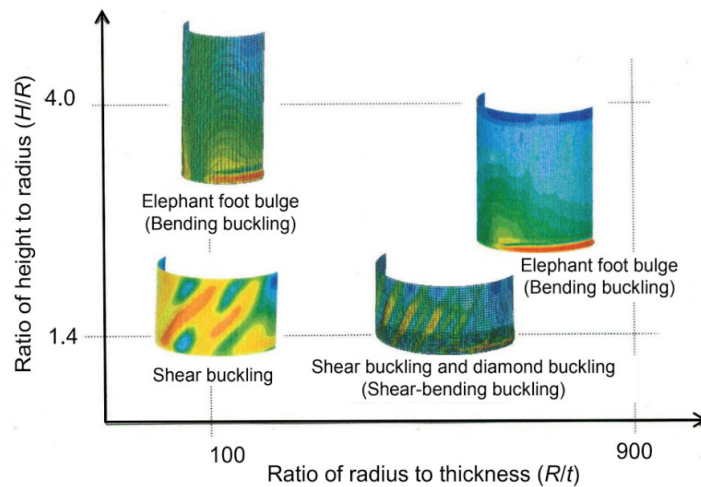 Ratio of height to radius (H/R)
4.0
1.4
Elephant foot bulge
(Bending buckling)
Elephant foot bulge
(Bending buckling)
Shear buckling
Shear buckling and diamond buckling
(Shear-bending buckling)
100
900
Ratio of radius to thickness (R/t)